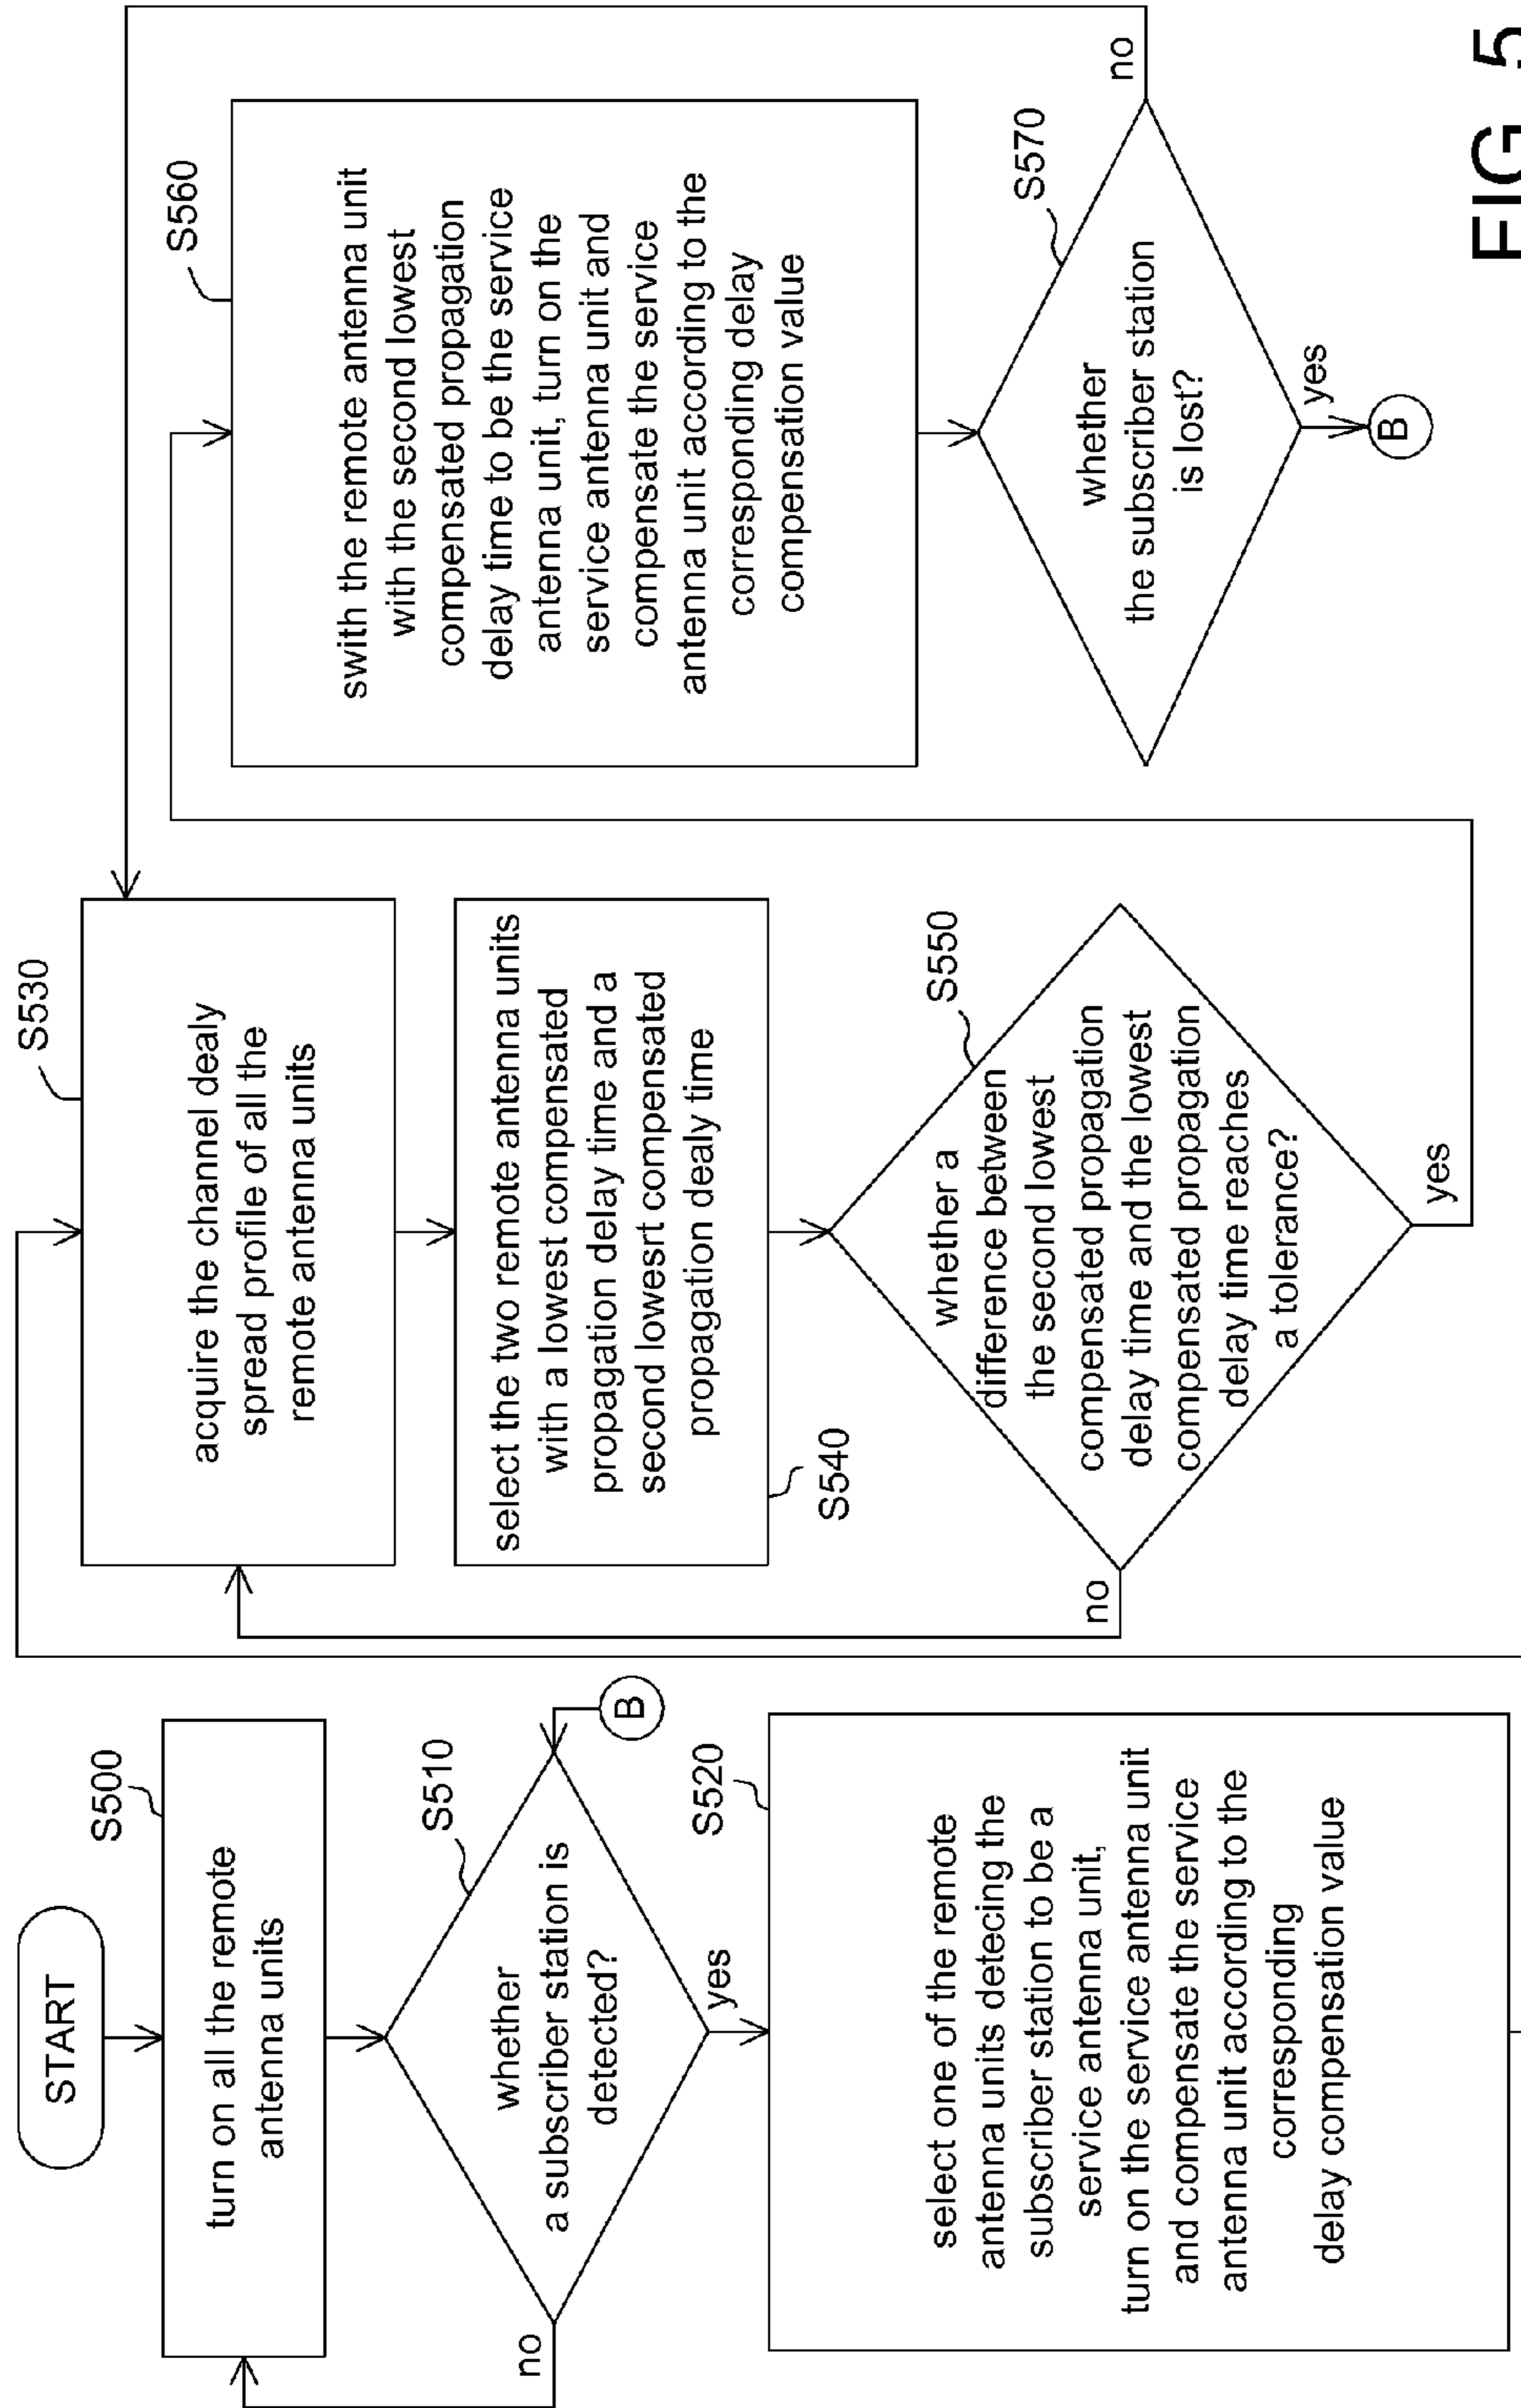 START
S500
turn on all the remote
antenna units
S510
whether
a subscriber station is
detected?
no
B
yes
S520
select one of the remote
antenna units detecing the
subscriber station to be a
service antenna unit,
turn on the service antenna unit
and compensate the service
antenna unit according to the
corresponding
delay compensation value
S530
acquire the channel dealy
spread profile of all the
remote antenna units
select the two remote antenna units
with a lowest compensated
propagation delay time and a
second lowesrt compensated
propagation dealy time
S540
S550
whether a
difference between
the second lowest
compensated propagation
delay time and the lowest
compensated propagation
delay time reaches
a tolerance?
no
yes
S560
swith the remote antenna unit
with the second lowest
compensated propagation
delay time to be the service
antenna unit, turn on the
service antenna unit and
compensate the service
antenna unit according to the
corresponding delay
compensation value
S570
whether
the subscriber station
is lost?
no
yes
B
FIG. 5